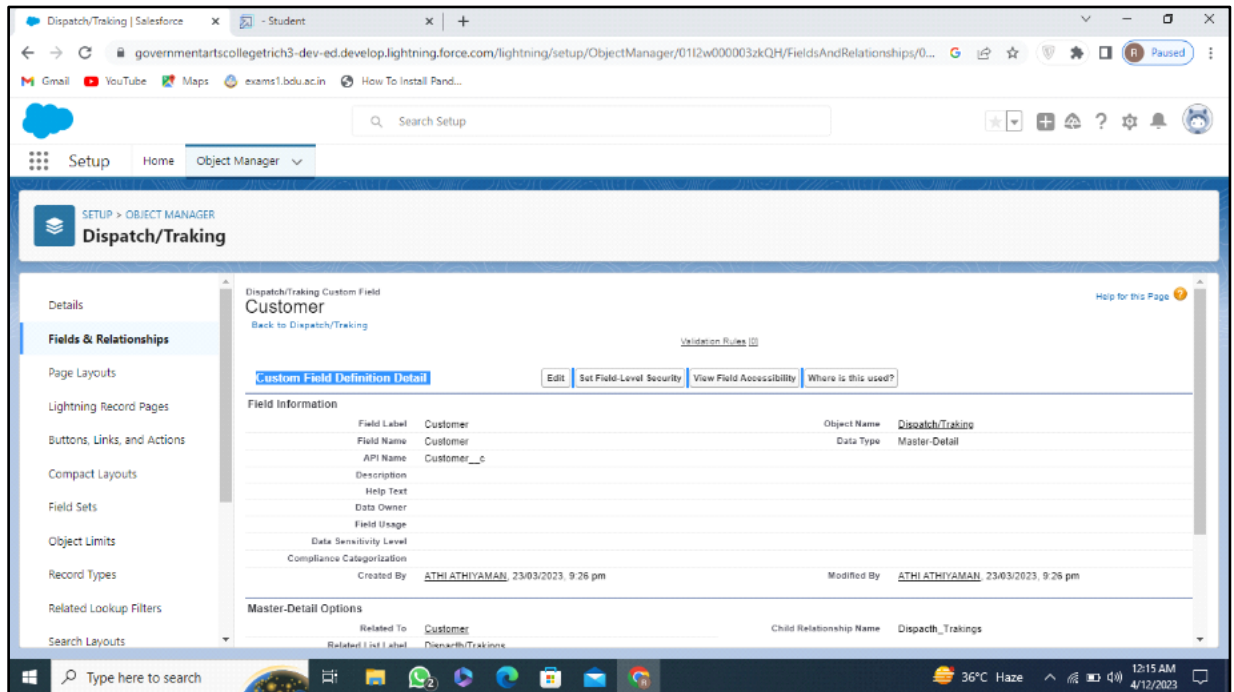 Dispatch/Traking | Salesforce
- Student
governmentartscollegetrich3-dev-ed.develop.lightning.force.com/lightning/setup/ObjectManager/01I2w000003zkQH/FieldsAndRelationships/0...
Paused
Gmail YouTube Maps exams1.bdu.ac.in How To Install Pand...
Search Setup
Setup Home Object Manager
SETUP > OBJECT MANAGER
Dispatch/Traking
Details
Fields & Relationships
Page Layouts
Lightning Record Pages
Buttons, Links, and Actions
Compact Layouts
Field Sets
Object Limits
Record Types
Related Lookup Filters
Search Layouts
Dispatch/Traking Custom Field
Customer
Back to Dispatch/Traking
Help for this Page
Validation Rules [0]
Custom Field Definition Detail Edit Set Field-Level Security View Field Accessibility Where is this used?
Field Information
Field Label Customer Object Name Dispatch/Traking
Field Name Customer Data Type Master-Detail
API Name Customer__c
Description
Help Text
Data Owner
Field Usage
Data Sensitivity Level
Compliance Categorization
Created By ATHI ATHIYAMAN, 23/03/2023, 9:26 pm Modified By ATHI ATHIYAMAN, 23/03/2023, 9:26 pm
Master-Detail Options
Related To Customer Child Relationship Name Dispacth_Trakings
Related List Label Dispacth/Trakings
Type here to search
36°C Haze
12:15 AM
4/12/2023